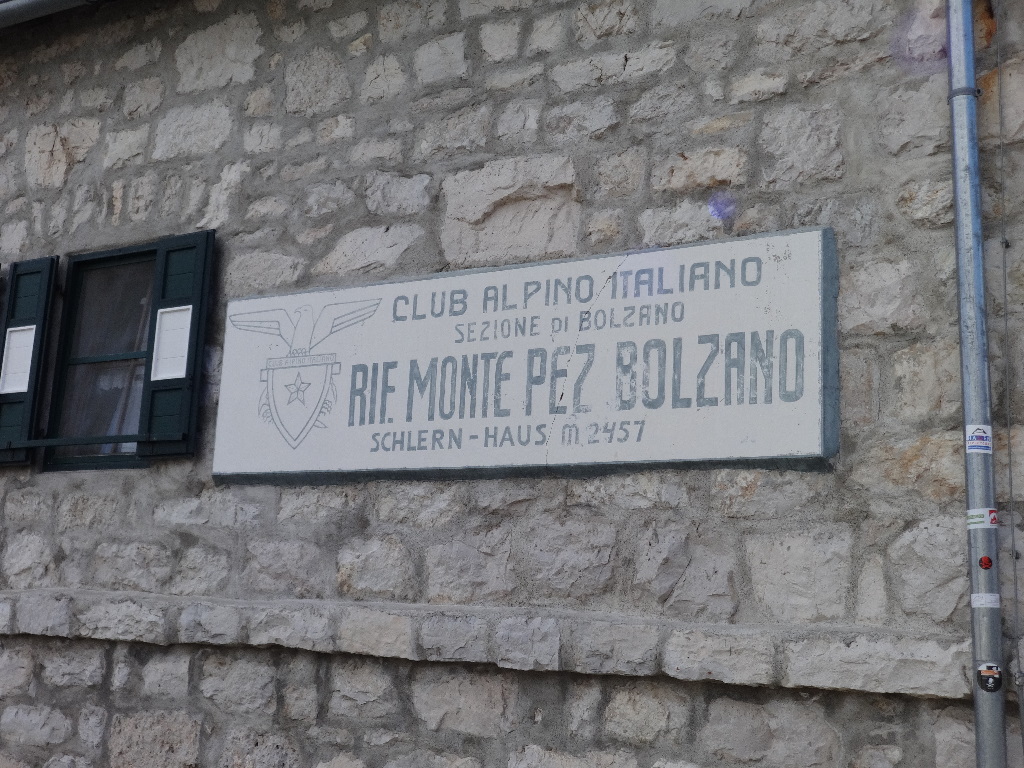 CLUB ALPINO ITALIANO
SEZIONE DI BOLZANO
RIF. MONTE PEZ BOLZANO
SCHLERN-HAUS m. 2457